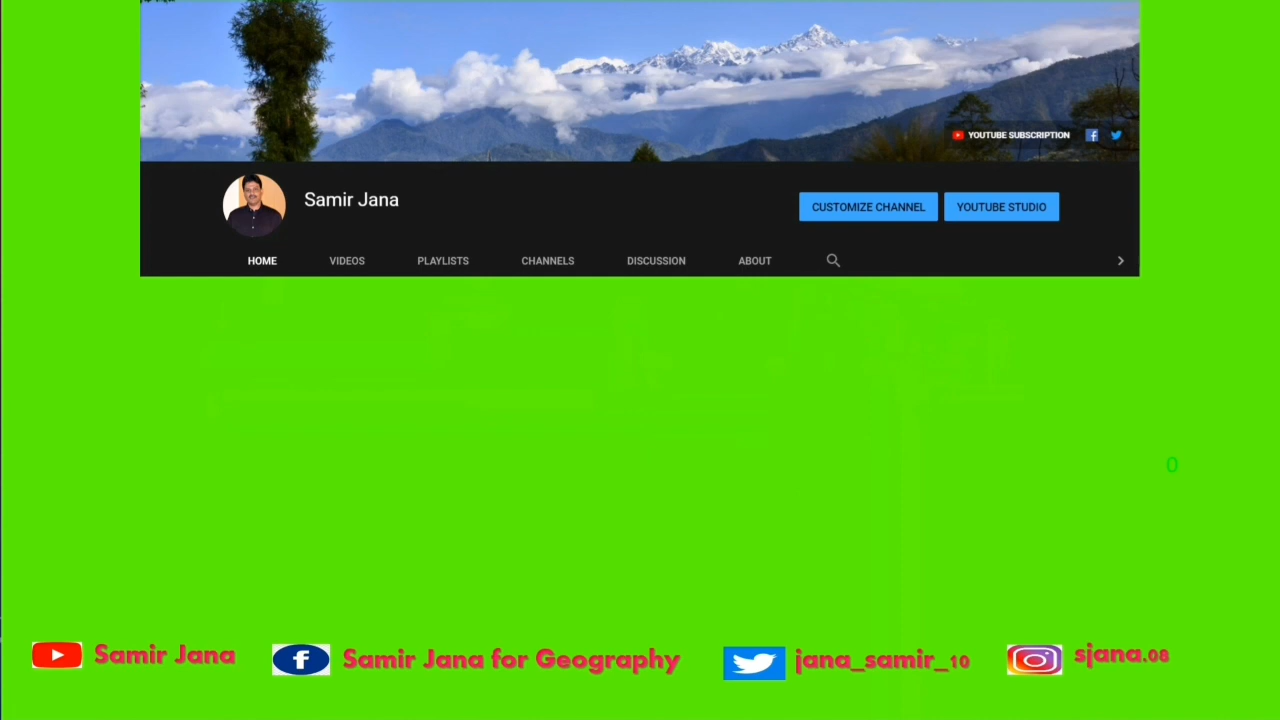 YOUTUBE SUBSCRIPTION
Samir Jana
CUSTOMIZE CHANNEL
YOUTUBE STUDIO
HOME VIDEOS PLAYLISTS CHANNELS DISCUSSION ABOUT
0
Samir Jana
Samir Jana for Geography
jana_samir_10
sjana.08